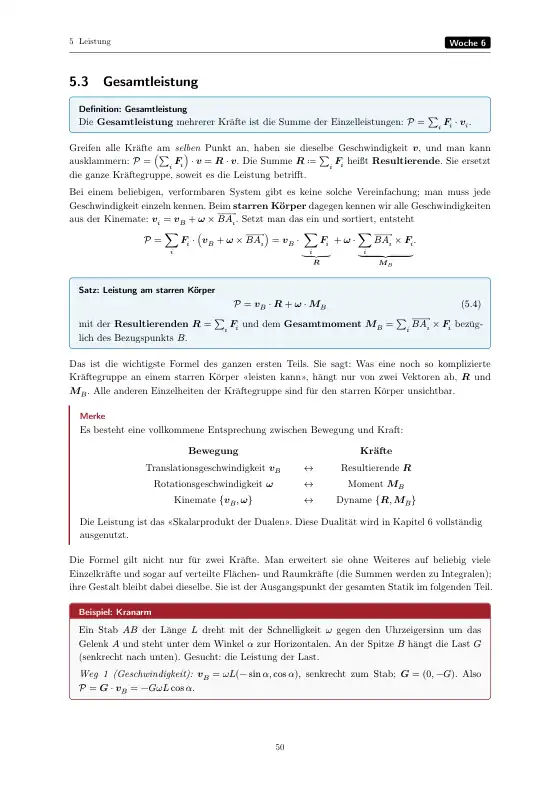 5 Leistung
Woche 6
5.3 Gesamtleistung
Definition: Gesamtleistung
Die Gesamtleistung mehrerer Kräfte ist die Summe der Einzelleistungen: 𝒫 = ∑ᵢ Fᵢ · vᵢ.
Greifen alle Kräfte am selben Punkt an, haben sie dieselbe Geschwindigkeit v, und man kann
ausklammern: 𝒫 = (∑ᵢ Fᵢ) · v = R · v. Die Summe R ≔ ∑ᵢ Fᵢ heißt Resultierende. Sie ersetzt
die ganze Kräftegruppe, soweit es die Leistung betrifft.
Bei einem beliebigen, verformbaren System gibt es keine solche Vereinfachung; man muss jede
Geschwindigkeit einzeln kennen. Beim starren Körper dagegen kennen wir alle Geschwindigkeiten
aus der Kinemate: vᵢ = v_B + ω × \overrightarrow{BAᵢ}. Setzt man das ein und sortiert, entsteht
𝒫 = ∑ᵢ Fᵢ · (v_B + ω × \overrightarrow{BAᵢ}) = v_B · \underbrace{∑ᵢ Fᵢ}_{R} + ω · \underbrace{∑ᵢ \overrightarrow{BAᵢ} × Fᵢ}_{M_B}.
Satz: Leistung am starren Körper
𝒫 = v_B · R + ω · M_B (5.4)
mit der Resultierenden R = ∑ᵢ Fᵢ und dem Gesamtmoment M_B = ∑ᵢ \overrightarrow{BAᵢ} × Fᵢ bezüg-
lich des Bezugspunkts B.
Das ist die wichtigste Formel des ganzen ersten Teils. Sie sagt: Was eine noch so komplizierte
Kräftegruppe an einem starren Körper «leisten kann», hängt nur von zwei Vektoren ab, R und
M_B. Alle anderen Einzelheiten der Kräftegruppe sind für den starren Körper unsichtbar.
Merke
Es besteht eine vollkommene Entsprechung zwischen Bewegung und Kraft:
Bewegung Kräfte
Translationsgeschwindigkeit v_B ↔ Resultierende R
Rotationsgeschwindigkeit ω ↔ Moment M_B
Kinemate {v_B, ω} ↔ Dyname {R, M_B}
Die Leistung ist das «Skalarprodukt der Dualen». Diese Dualität wird in Kapitel 6 vollständig
ausgenutzt.
Die Formel gilt nicht nur für zwei Kräfte. Man erweitert sie ohne Weiteres auf beliebig viele
Einzelkräfte und sogar auf verteilte Flächen- und Raumkräfte (die Summen werden zu Integralen);
ihre Gestalt bleibt dabei dieselbe. Sie ist der Ausgangspunkt der gesamten Statik im folgenden Teil.
Beispiel: Kranarm
Ein Stab AB der Länge L dreht mit der Schnelligkeit ω gegen den Uhrzeigersinn um das
Gelenk A und steht unter dem Winkel α zur Horizontalen. An der Spitze B hängt die Last G
(senkrecht nach unten). Gesucht: die Leistung der Last.
Weg 1 (Geschwindigkeit): v_B = ωL(− sin α, cos α), senkrecht zum Stab; G = (0, −G). Also
𝒫 = G · v_B = −GωL cos α.
50